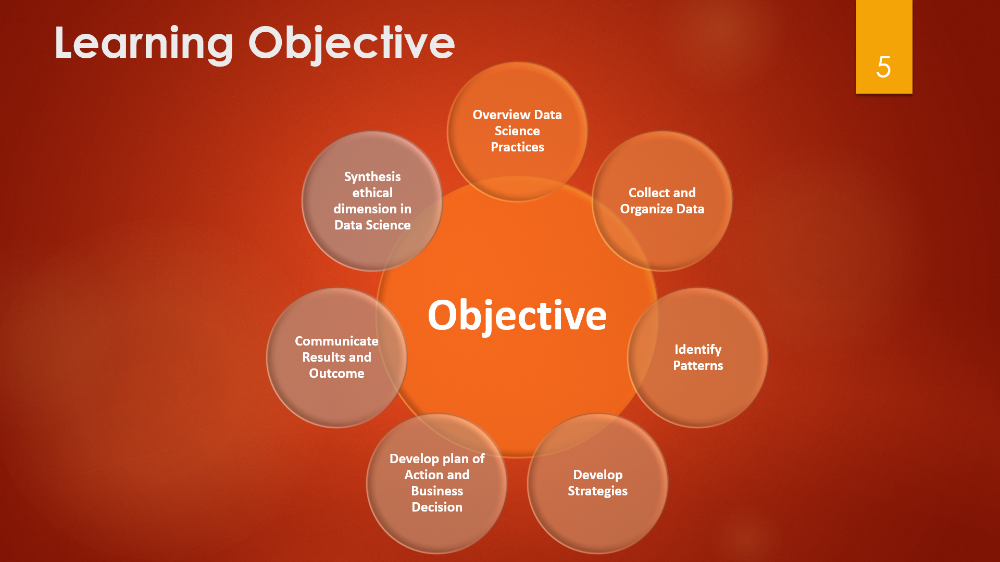 Learning Objective
5
Overview Data
Science
Practices
Collect and
Organize Data
Identify
Patterns
Develop
Strategies
Develop plan of
Action and
Business
Decision
Communicate
Results and
Outcome
Synthesis
ethical
dimension in
Data Science
Objective